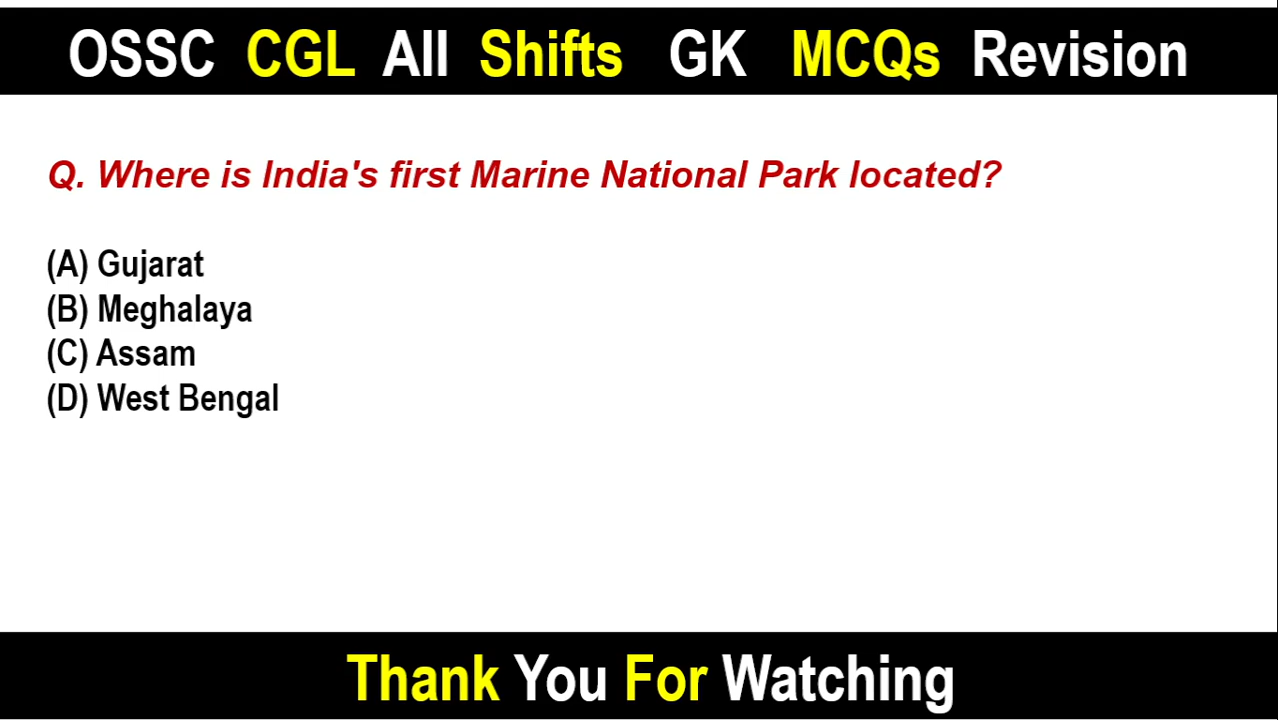 OSSC CGL All Shifts GK MCQs Revision
Q. Where is India's first Marine National Park located?
(A) Gujarat
(B) Meghalaya
(C) Assam
(D) West Bengal
Thank You For Watching